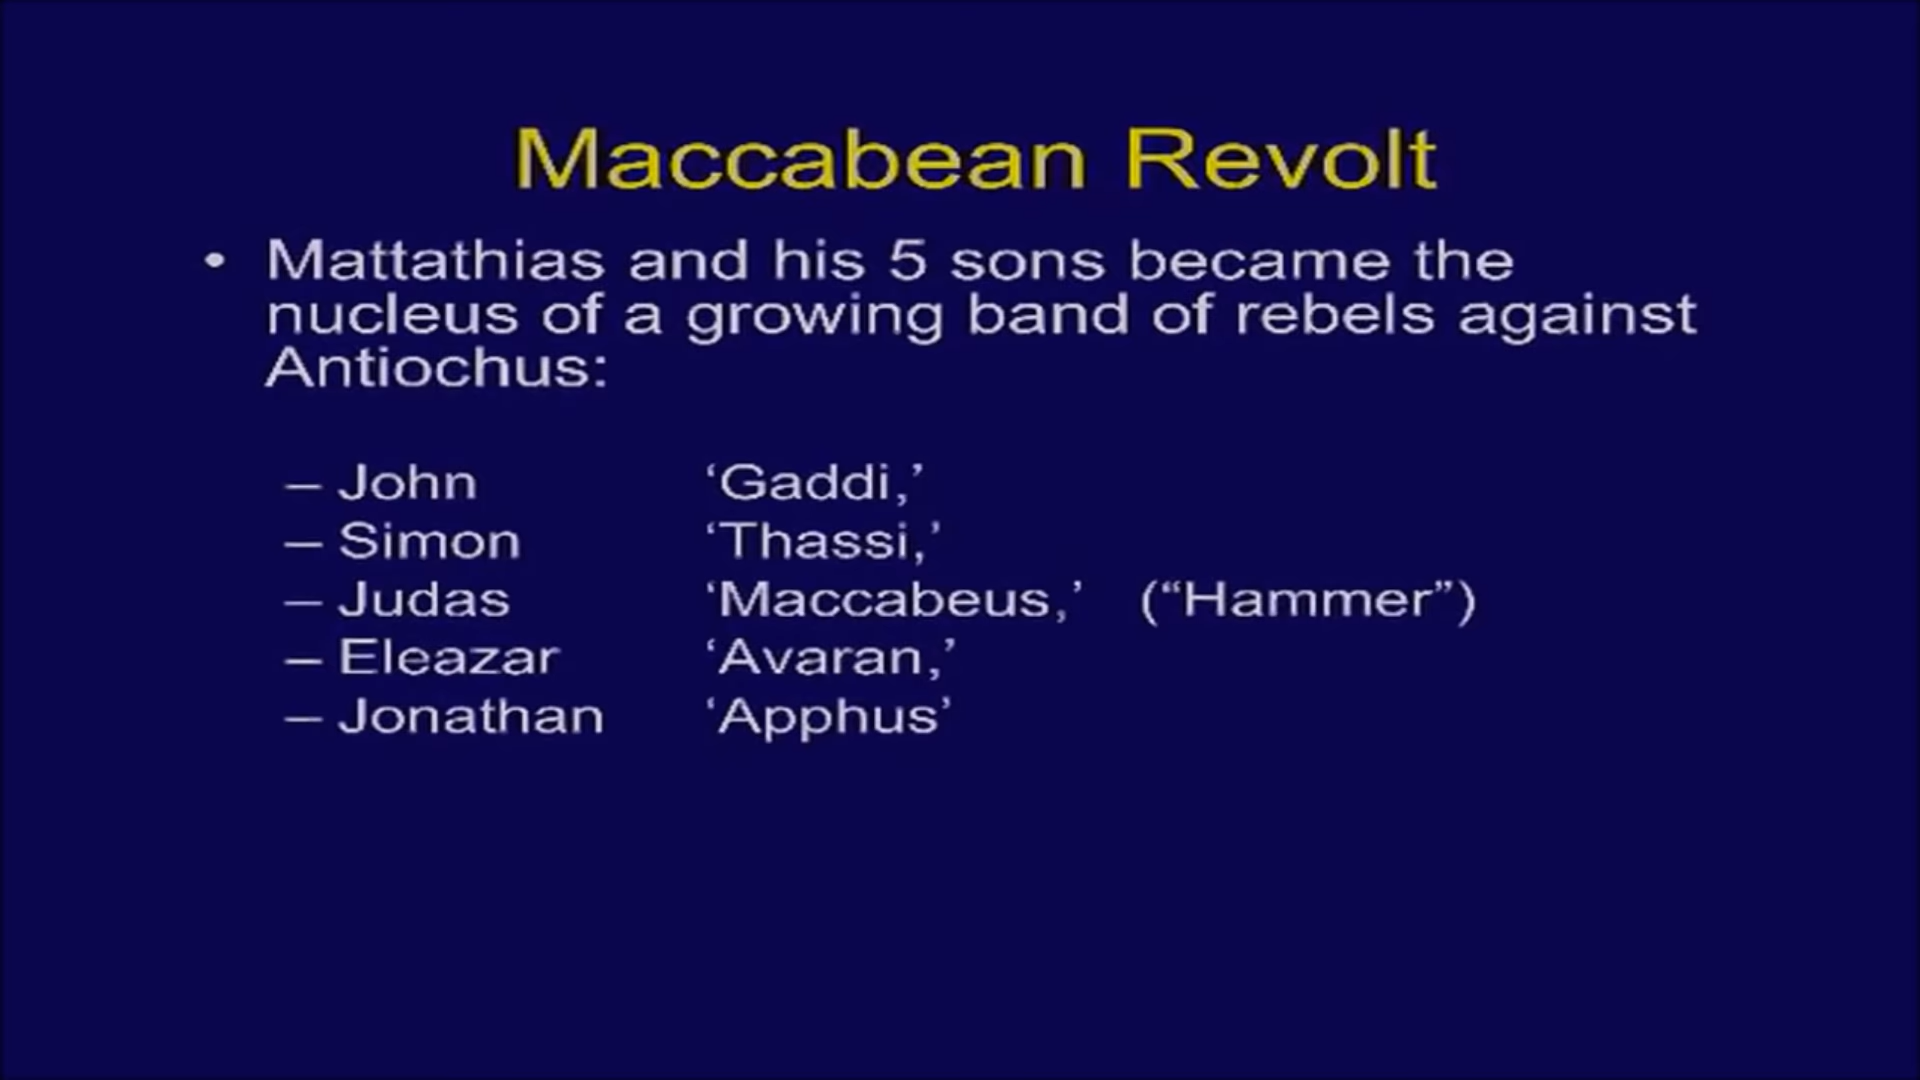 Maccabean Revolt
• Mattathias and his 5 sons became the
nucleus of a growing band of rebels against
Antiochus:
– John ‘Gaddi,’
– Simon ‘Thassi,’
– Judas ‘Maccabeus,’ (“Hammer”)
– Eleazar ‘Avaran,’
– Jonathan ‘Apphus’